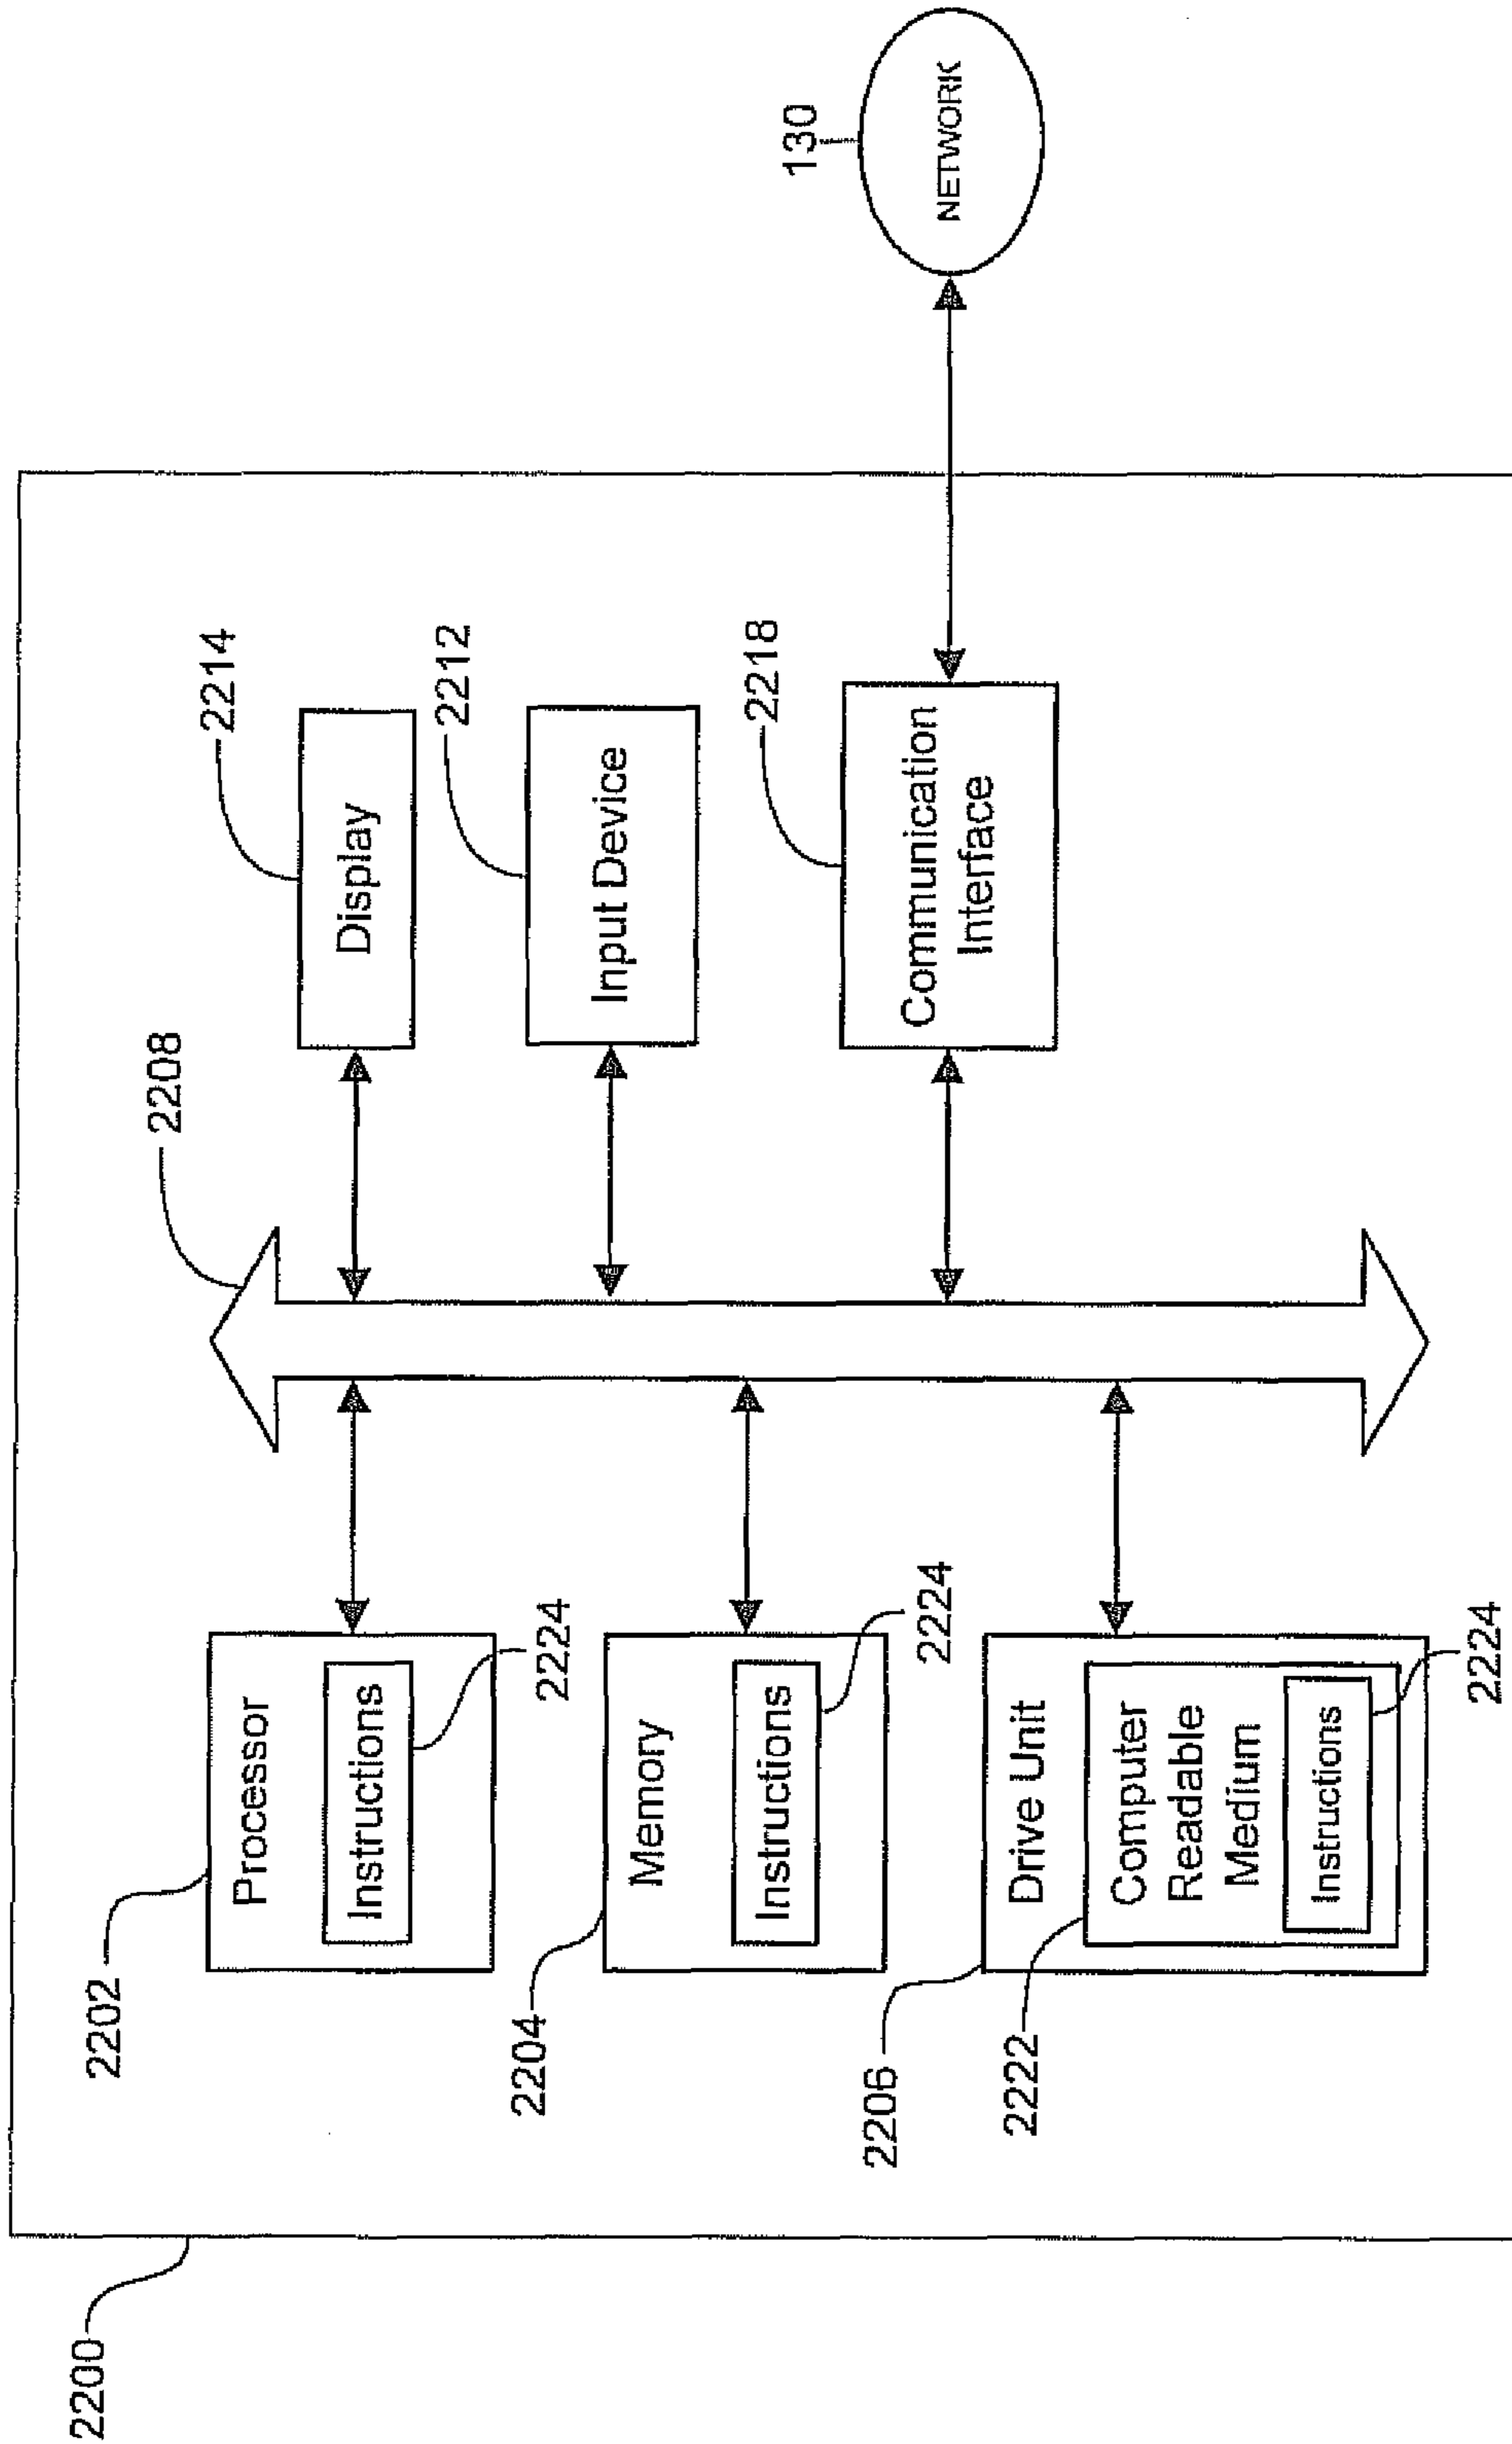 2200
2202
Processor
Instructions
2224
2204
Memory
Instructions
2224
2206
Drive Unit
2222
Computer
Readable
Medium
Instructions
2224
2208
2214
Display
2212
Input Device
2218
Communication
Interface
130
NETWORK